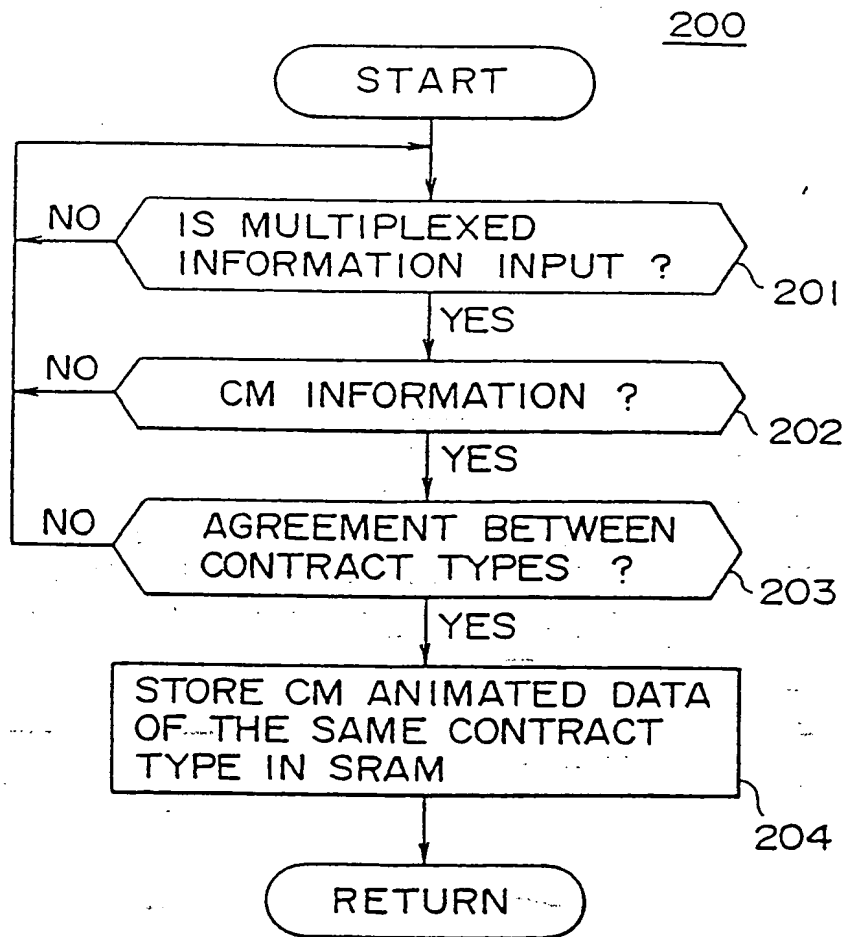 200
START
NO
IS MULTIPLEXED
INFORMATION INPUT ?
201
YES
NO
CM INFORMATION ?
202
YES
NO
AGREEMENT BETWEEN
CONTRACT TYPES ?
203
YES
STORE CM ANIMATED DATA
OF THE SAME CONTRACT
TYPE IN SRAM
204
RETURN